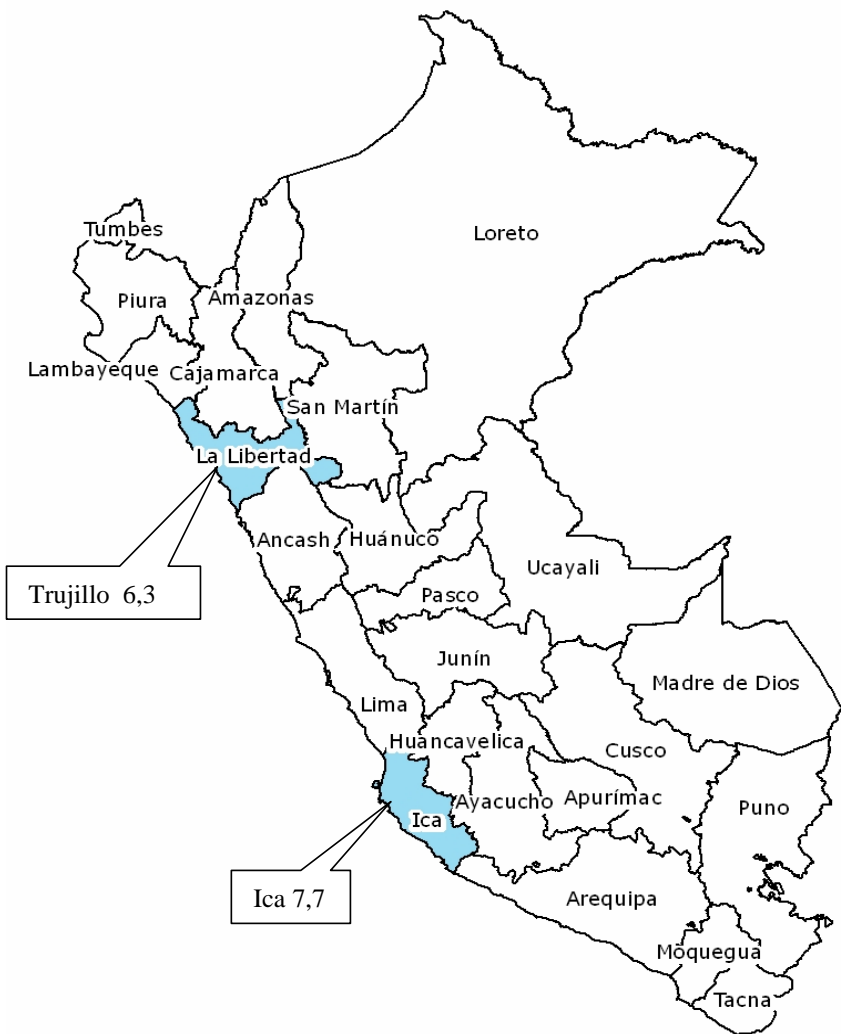 Loreto
Tumbes
Piura
Amazonas
Lambayeque
Cajamarca
San Martín
La Libertad
Ancash
Huánuco
Ucayali
Trujillo 6,3
Pasco
Junín
Madre de Dios
Lima
Huancavelica
Cusco
Ayacucho
Apurímac
Puno
Ica
Ica 7,7
Arequipa
Moquegua
Tacna